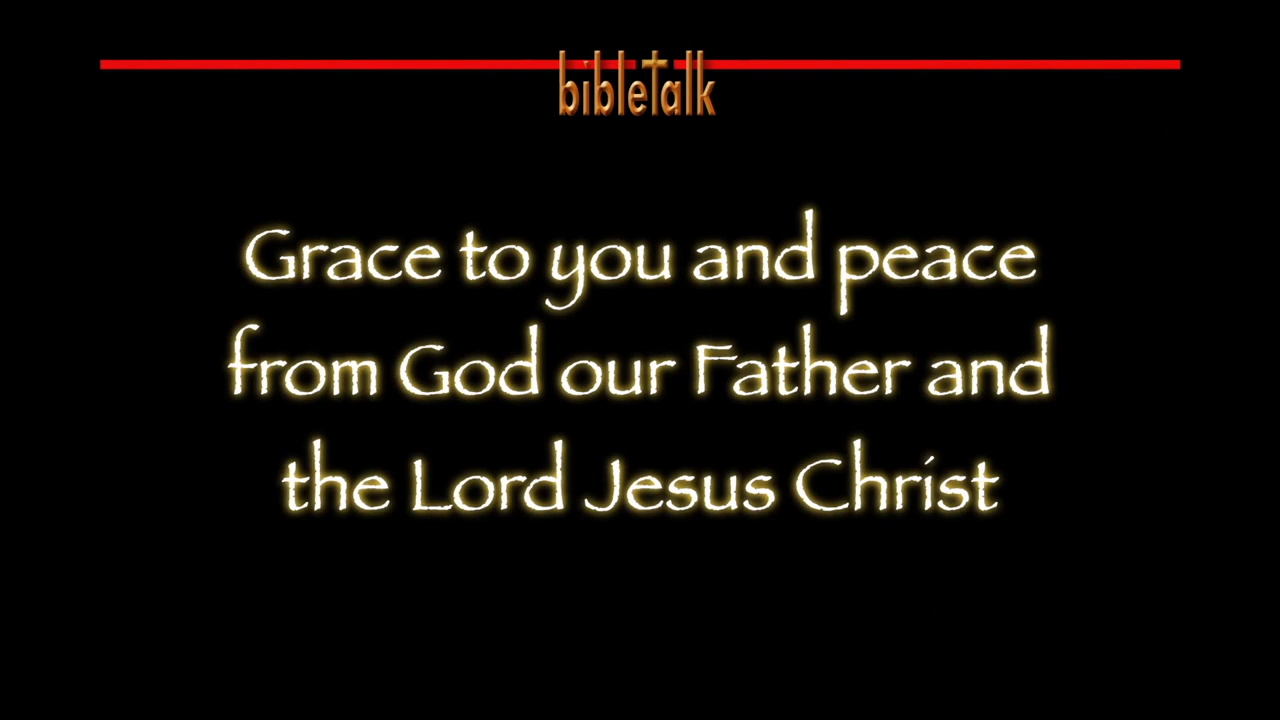 bibleTalk
Grace to you and peace
from God our Father and
the Lord Jesus Christ